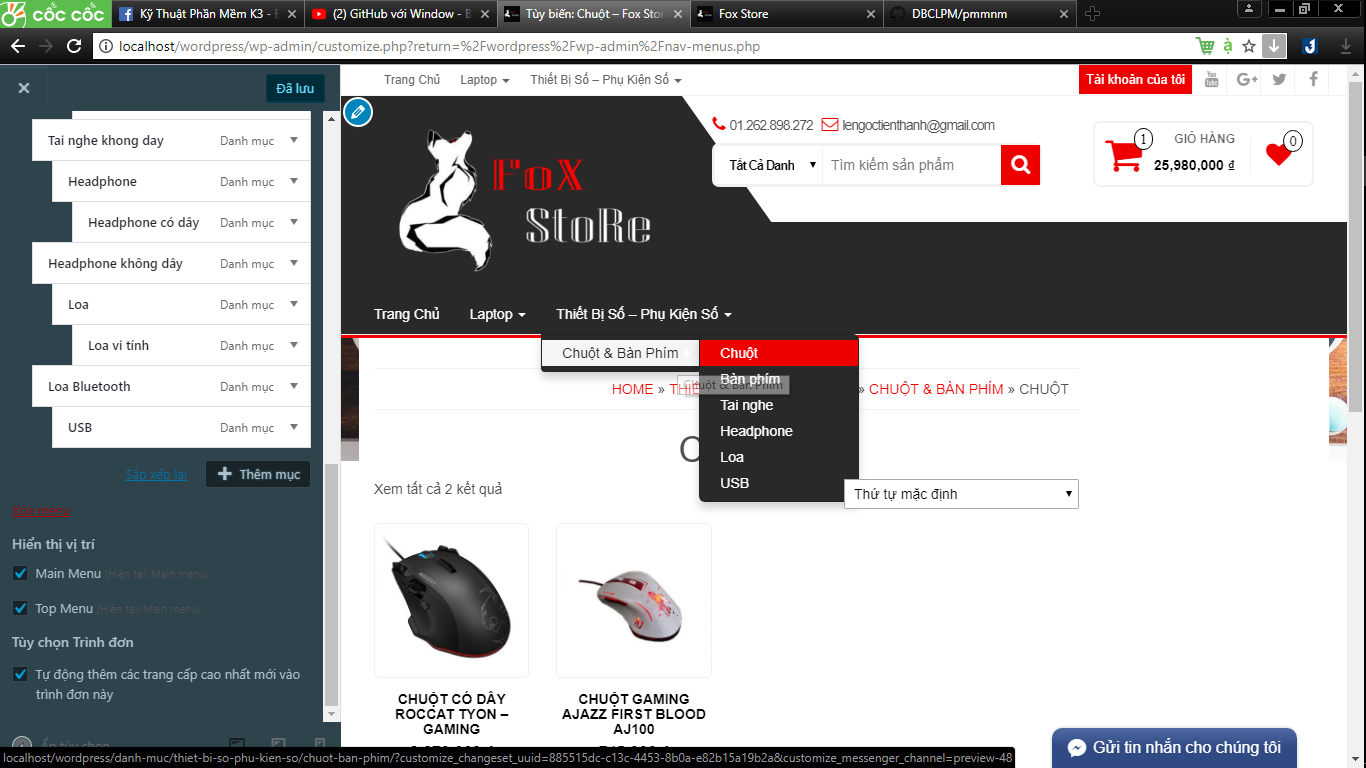 cốc cốc
Kỹ Thuật Phần Mềm K3 - 
(2) GitHub với Window - 
Tùy biến: Chuột – Fox Stor
Fox Store
DBCLPM/pmmnm
localhost/wordpress/wp-admin/customize.php?return=%2Fwordpress%2Fwp-admin%2Fnav-menus.php
Đã lưu
Tai nghe khong day Danh mục
Headphone Danh mục
Headphone có dây Danh mục
Headphone không dây Danh mục
Loa Danh mục
Loa vi tính Danh mục
Loa Bluetooth Danh mục
USB Danh mục
Sắp xếp lại Thêm mục
Xóa menu
Hiển thị vị trí
Main Menu (Hiện tại: Main menu)
Top Menu (Hiện tại: Main menu)
Tùy chọn Trình đơn
Tự động thêm các trang cấp cao nhất mới vào
trình đơn này
Ẩn tùy chọn
Trang Chủ Laptop Thiết Bị Số – Phụ Kiện Số
Tài khoản của tôi
You Tube
G+
FoX
StoRe
01.262.898.272 lengoctienthanh@gmail.com
Tất Cả Danh Tìm kiếm sản phẩm
1 GIỎ HÀNG
25,980,000 ₫
0
Trang Chủ Laptop Thiết Bị Số – Phụ Kiện Số
Chuột & Bàn Phím
Chuột
Bàn phím
Tai nghe
Headphone
Loa
USB
Chuột & Bàn Phím
HOME » » CHUỘT & BÀN PHÍM » CHUỘT
Xem tất cả 2 kết quả
Thứ tự mặc định
CHUỘT CÓ DÂY
ROCCAT TYON –
GAMING
CHUỘT GAMING
AJAZZ FIRST BLOOD
AJ100
Gửi tin nhắn cho chúng tôi
localhost/wordpress/danh-muc/thiet-bi-so-phu-kien-so/chuot-ban-phim/?customize_changeset_uuid=885515dc-c13c-4453-8b0a-e82b15a19b2a&customize_messenger_channel=preview-48